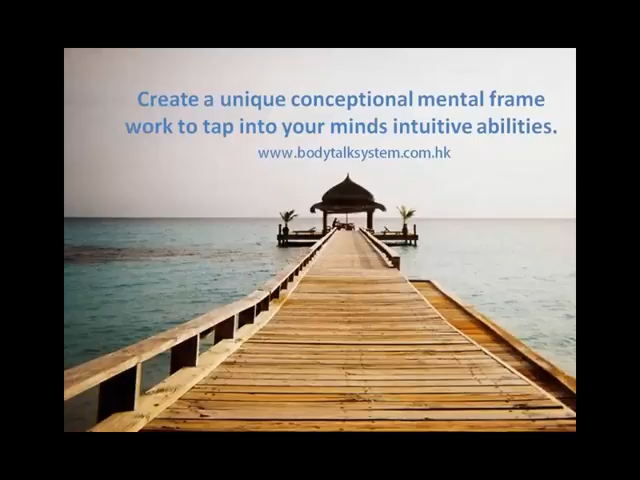 Create a unique conceptional mental frame
work to tap into your minds intuitive abilities.
www.bodytalksystem.com.hk